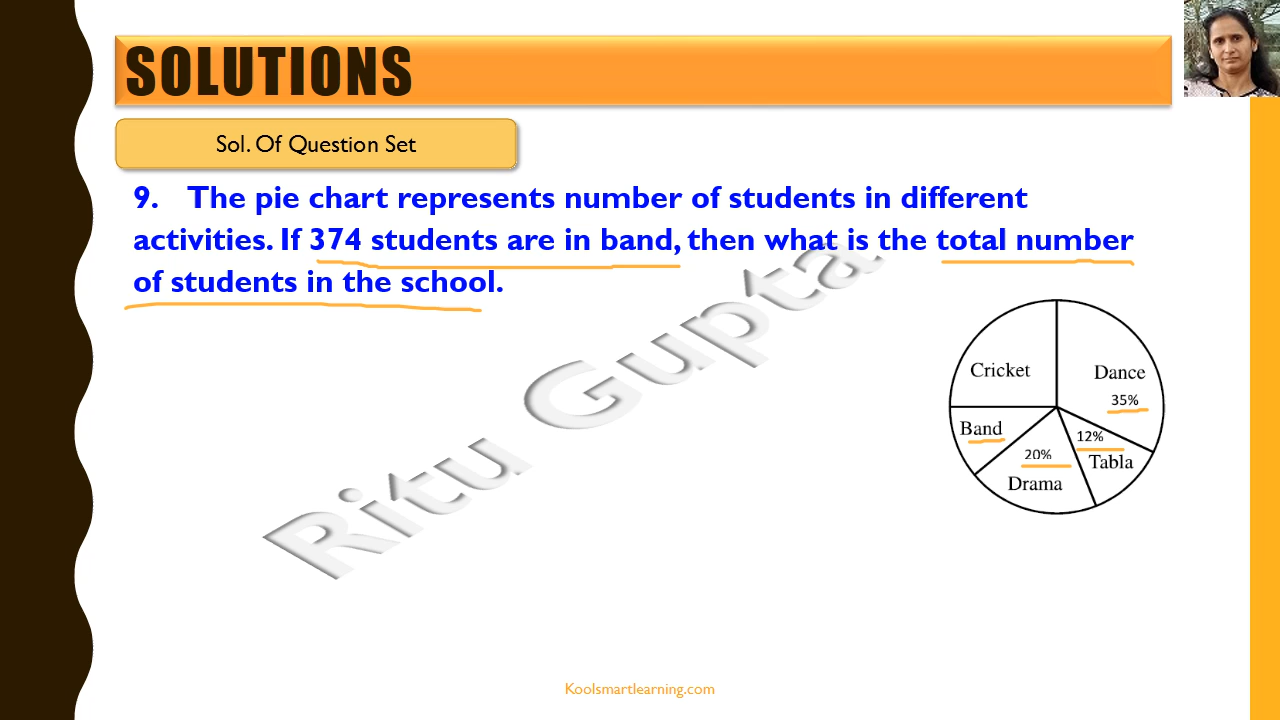 SOLUTIONS
Sol. Of Question Set
9. The pie chart represents number of students in different
activities. If 374 students are in band, then what is the total number
of students in the school.
Ritu Gupta
Cricket
Dance
35%
Band
12%
20%
Tabla
Drama
Koolsmartlearning.com